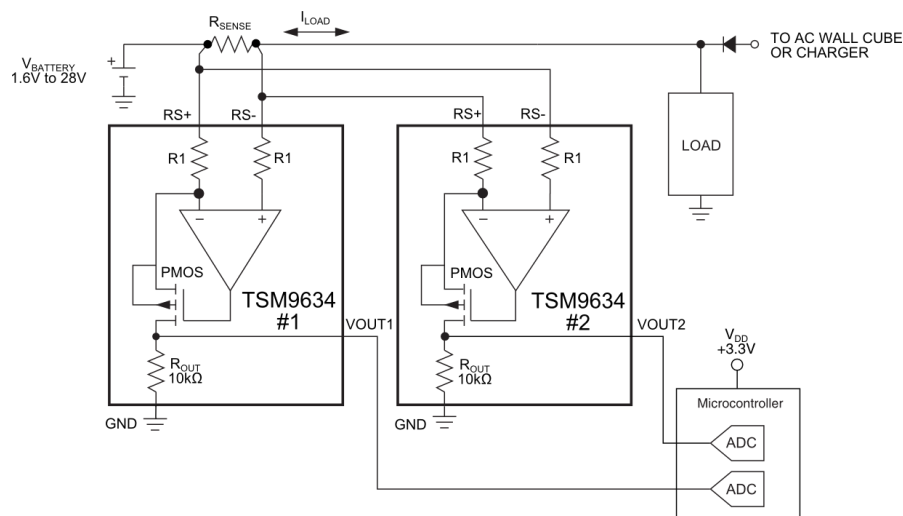 RSENSE
ILOAD
TO AC WALL CUBE
OR CHARGER
+
VBATTERY
1.6V to 28V
RS+
RS-
RS+
RS-
R1
R1
R1
R1
LOAD
−
+
−
+
PMOS
PMOS
TSM9634
#1
TSM9634
#2
VOUT1
VOUT2
VDD
+3.3V
ROUT
10kΩ
ROUT
10kΩ
Microcontroller
GND
GND
ADC
ADC